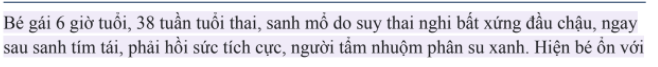 Bé gái 6 giờ tuổi, 38 tuần tuổi thai, sanh mổ do suy thai nghi bất xứng đầu chậu, ngay
sau sanh tím tái, phải hồi sức tích cực, người tẩm nhuộm phân su xanh. Hiện bé ổn với